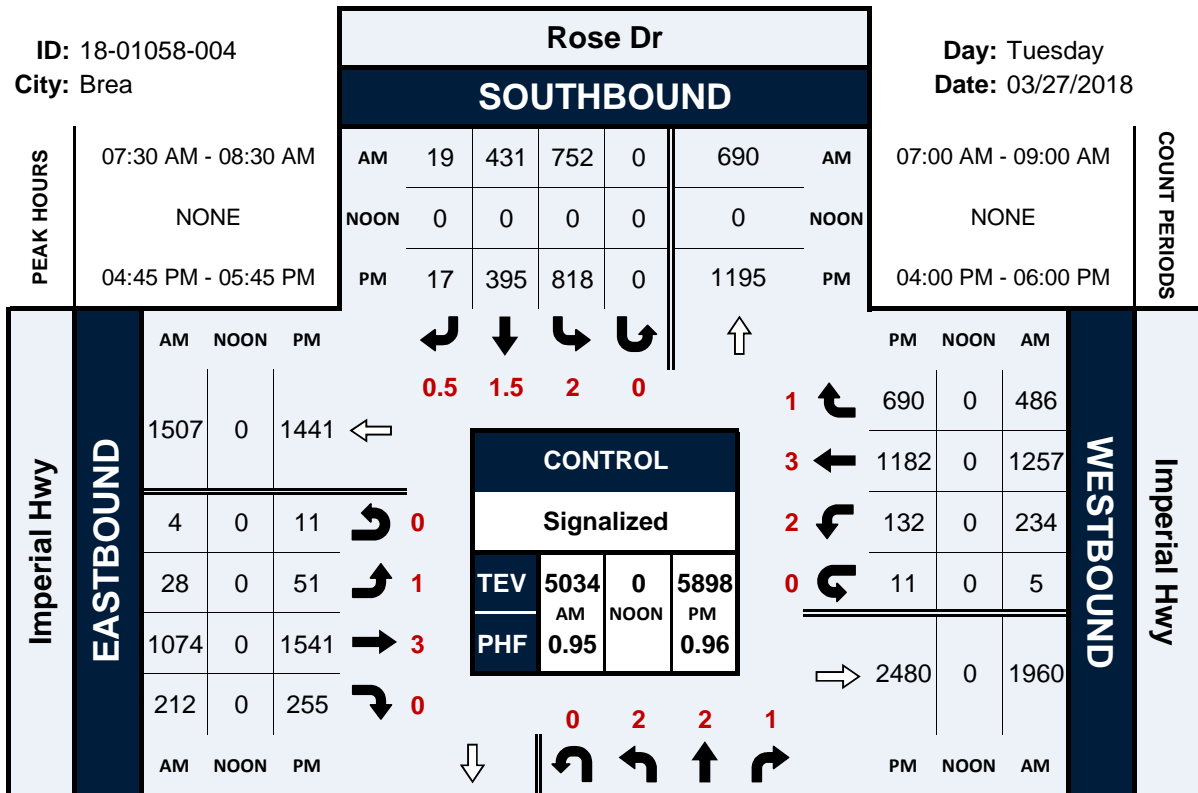 ID: 18-01058-004
City: Brea
Rose Dr
SOUTHBOUND
Day: Tuesday
Date: 03/27/2018
PEAK HOURS
07:30 AM - 08:30 AM
NONE
04:45 PM - 05:45 PM
AM 19 431 752 0 690 AM
NOON 0 0 0 0 0 NOON
PM 17 395 818 0 1195 PM
07:00 AM - 09:00 AM
NONE
04:00 PM - 06:00 PM
COUNT PERIODS
0.5 1.5 2 0
Imperial Hwy
EASTBOUND
AM NOON PM
1507 0 1441
4 0 11 0
28 0 51 1
1074 0 1541 3
212 0 255 0
AM NOON PM
CONTROL
Signalized
TEV 5034 0 5898
AM NOON PM
PHF 0.95 0.96
PM NOON AM
1 690 0 486
3 1182 0 1257
2 132 0 234
0 11 0 5
2480 0 1960
PM NOON AM
WESTBOUND
Imperial Hwy
0 2 2 1